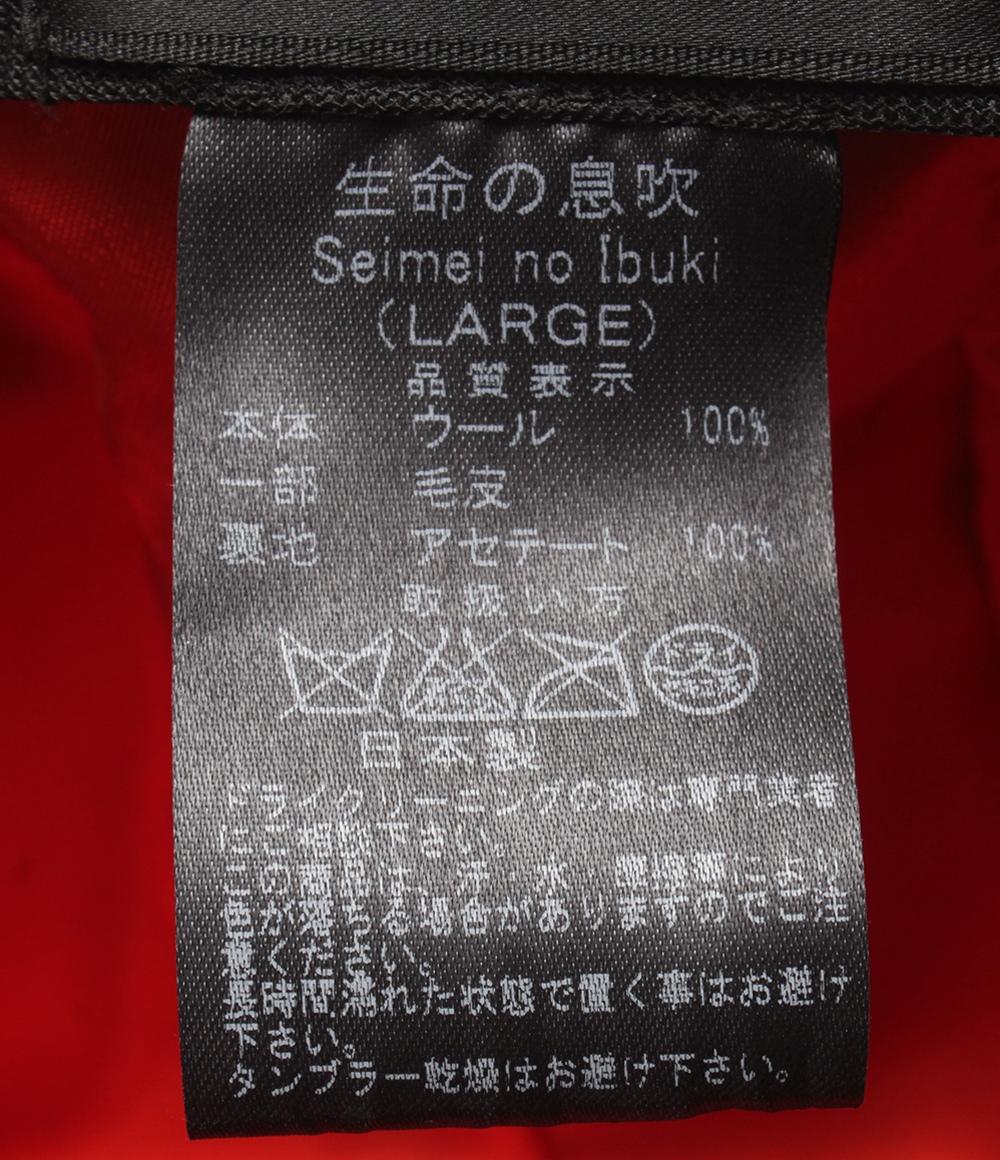 生命の息吹
Seimei no Ibuki
(LARGE)
品質表示
本体 ウール 100%
一部 毛皮
裏地 アセテート 100%
取扱い方
ドライ
日本製
ドライクリーニングの際は専門業者
にご相談下さい。
この商品は、汗、水、摩擦等により
色が落ちる場合がありますのでご注
意ください。
長時間濡れた状態で置く事はお避け
下さい。
タンブラー乾燥はお避け下さい。